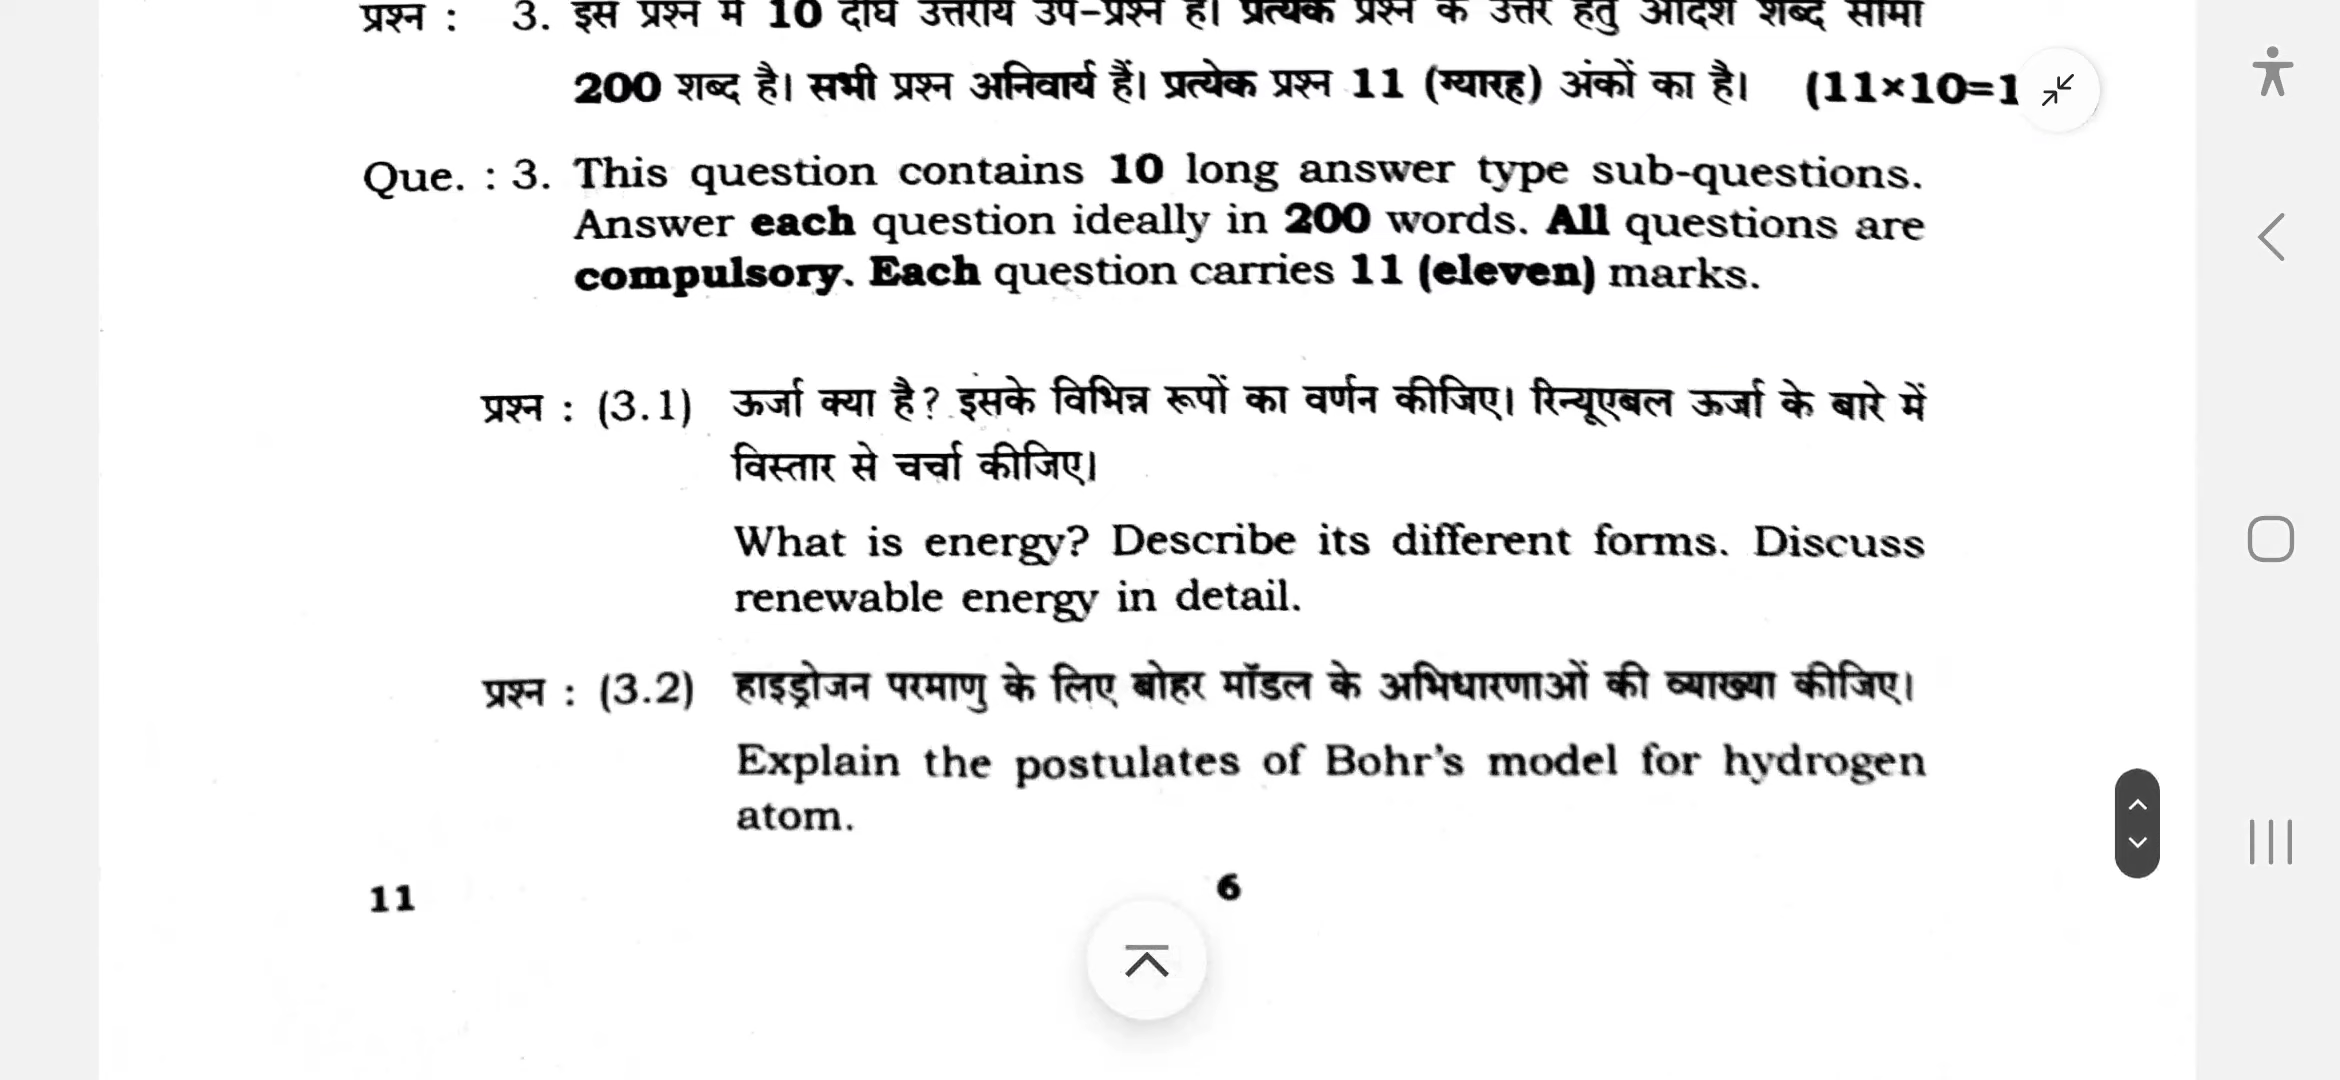 प्रश्न : 3. इस प्रश्न में 10 दीर्घ उत्तरीय उप-प्रश्न हैं। प्रत्येक प्रश्न के उत्तर हेतु आदर्श शब्द सीमा
200 शब्द है। सभी प्रश्न अनिवार्य हैं। प्रत्येक प्रश्न 11 (ग्यारह) अंकों का है। (11×10=1
Que. : 3. This question contains 10 long answer type sub-questions.
Answer each question ideally in 200 words. All questions are
compulsory. Each question carries 11 (eleven) marks.
प्रश्न : (3.1) ऊर्जा क्या है? इसके विभिन्न रूपों का वर्णन कीजिए। रिन्यूएबल ऊर्जा के बारे में
विस्तार से चर्चा कीजिए।
What is energy? Describe its different forms. Discuss
renewable energy in detail.
प्रश्न : (3.2) हाइड्रोजन परमाणु के लिए बोहर मॉडल के अभिधारणाओं की व्याख्या कीजिए।
Explain the postulates of Bohr's model for hydrogen
atom.
11 6